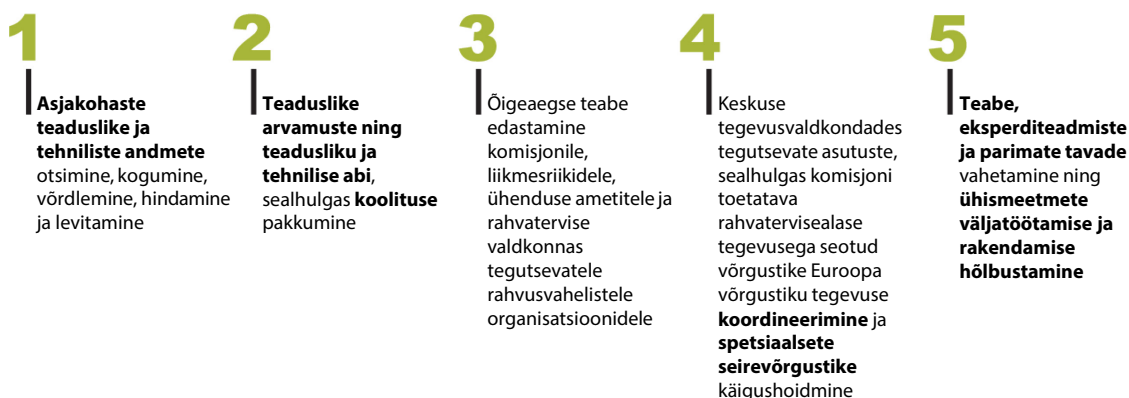 1
Asjakohaste
teaduslike ja
tehniliste andmete
otsimine, kogumine,
võrdlemine, hindamine
ja levitamine
2
Teaduslike
arvamuste ning
teadusliku ja
tehnilise abi,
sealhulgas koolituse
pakkumine
3
Õigeaegse teabe
edastamine
komisjonile,
liikmesriikidele,
ühenduse ametitele ja
rahvatervise
valdkonnas
tegutsevatele
rahvusvahelistele
organisatsioonidele
4
Keskuse
tegevusvaldkondades
tegutsevate asutuste,
sealhulgas komisjoni
toetatava
rahvatervisealase
tegevusega seotud
võrgustike Euroopa
võrgustiku tegevuse
koordineerimine ja
spetsiaalsete
seirevõrgustike
käigushoidmine
5
Teabe,
eksperditeadmiste
ja parimate tavade
vahetamine ning
ühismeetmete
väljatöötamise ja
rakendamise
hõlbustamine